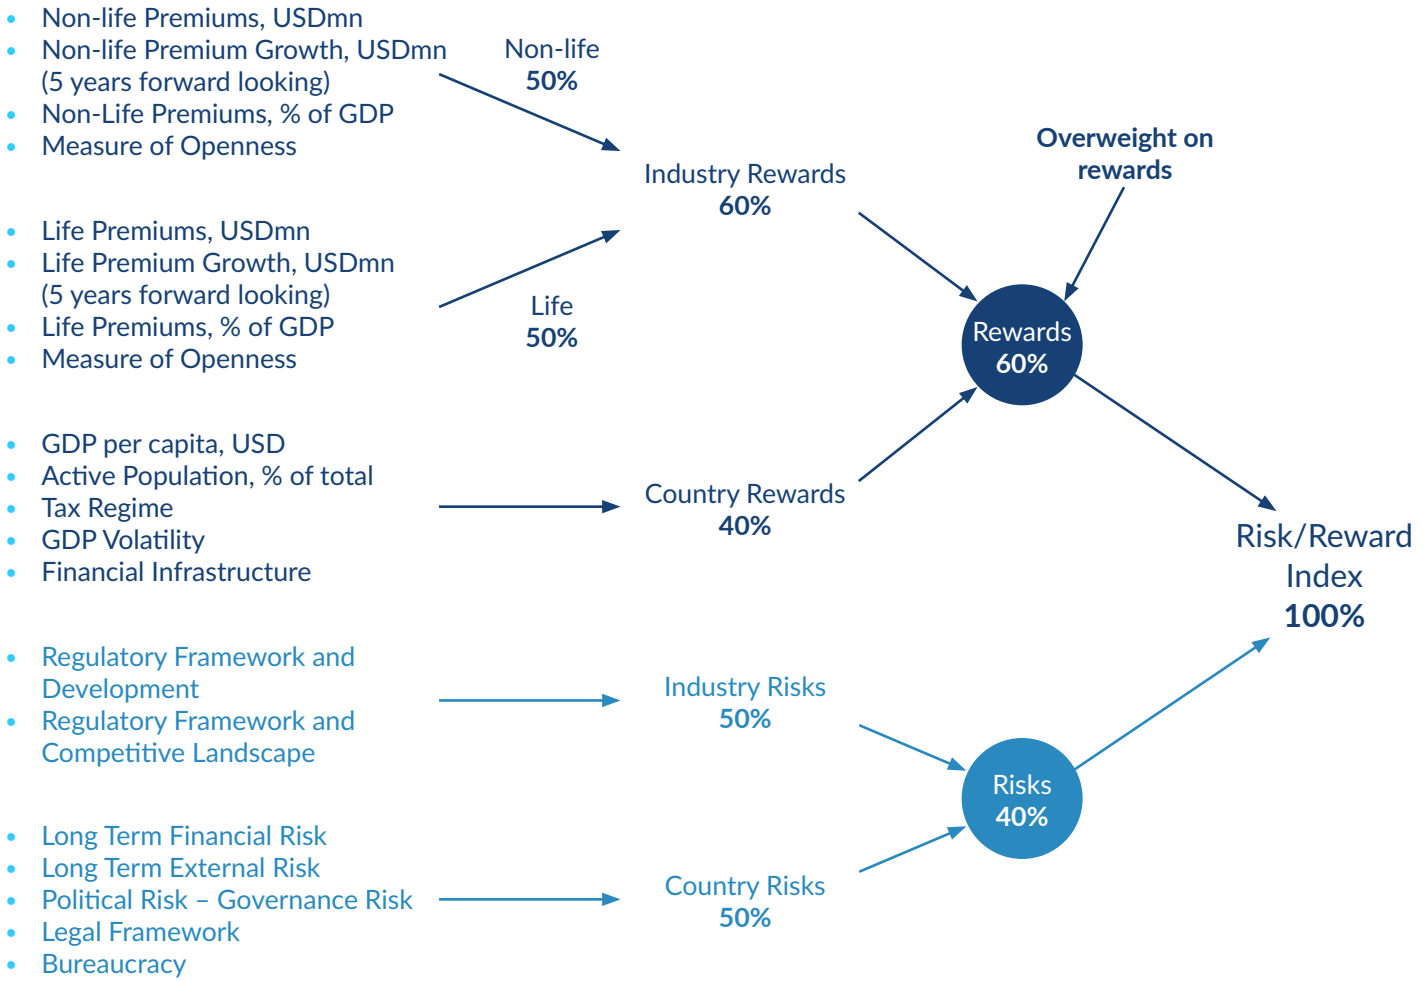 • Non-life Premiums, USDmn
• Non-life Premium Growth, USDmn
(5 years forward looking)
• Non-Life Premiums, % of GDP
• Measure of Openness
Non-life
50%
• Life Premiums, USDmn
• Life Premium Growth, USDmn
(5 years forward looking)
• Life Premiums, % of GDP
• Measure of Openness
Life
50%
Industry Rewards
60%
• GDP per capita, USD
• Active Population, % of total
• Tax Regime
• GDP Volatility
• Financial Infrastructure
Country Rewards
40%
Overweight on
rewards
Rewards
60%
• Regulatory Framework and
Development
• Regulatory Framework and
Competitive Landscape
Industry Risks
50%
• Long Term Financial Risk
• Long Term External Risk
• Political Risk – Governance Risk
• Legal Framework
• Bureaucracy
Country Risks
50%
Risks
40%
Risk/Reward
Index
100%